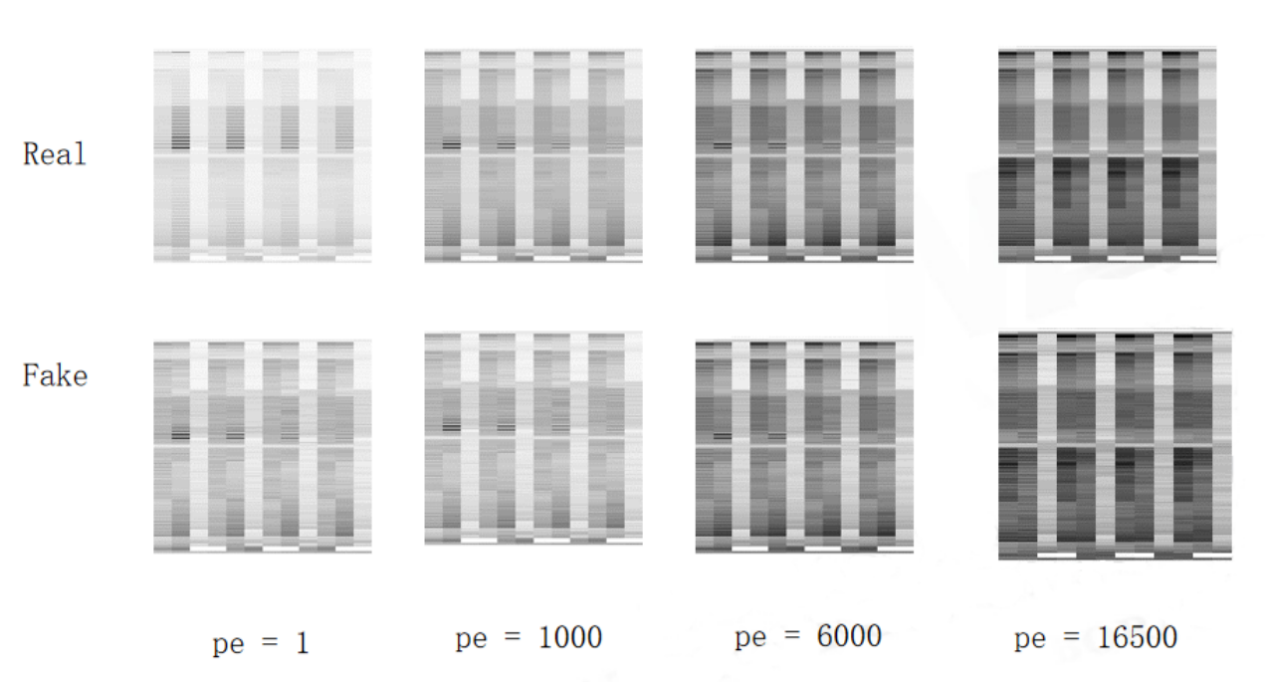 Real
Fake
pe = 1
pe = 1000
pe = 6000
pe = 16500